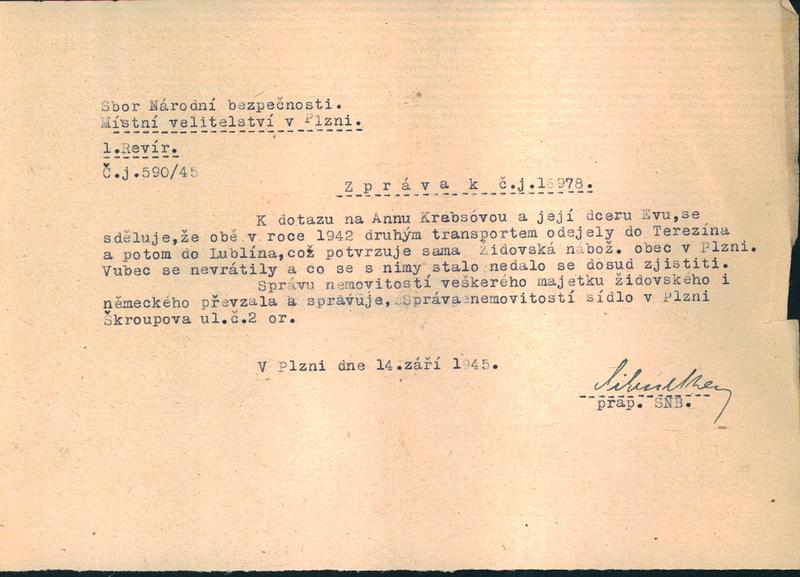 Sbor Národní bezpečnosti.
Místní velitelství v Plzni.
1.Revír.
Č.j.590/45
Zpráva k č.j.16978.
K dotazu na Annu Krabsovou a její dceru Evu,se
sděluje,že obě v roce 1942 druhým transportem odejely do Terezína
a potom do Lublína,což potvrzuje sama Židovská nábož. obec v Plzni.
Vubec se nevrátily a co se s nimy stalo nedalo se dosud zjistiti.
Správu nemovitostí veškerého majetku židovského i
německého převzala a spravuje, Správa nemovitostí sídlo v Plzni
Škroupova ul.č.2 or.
V Plzni dne 14.září 1945.
prap. SNB.